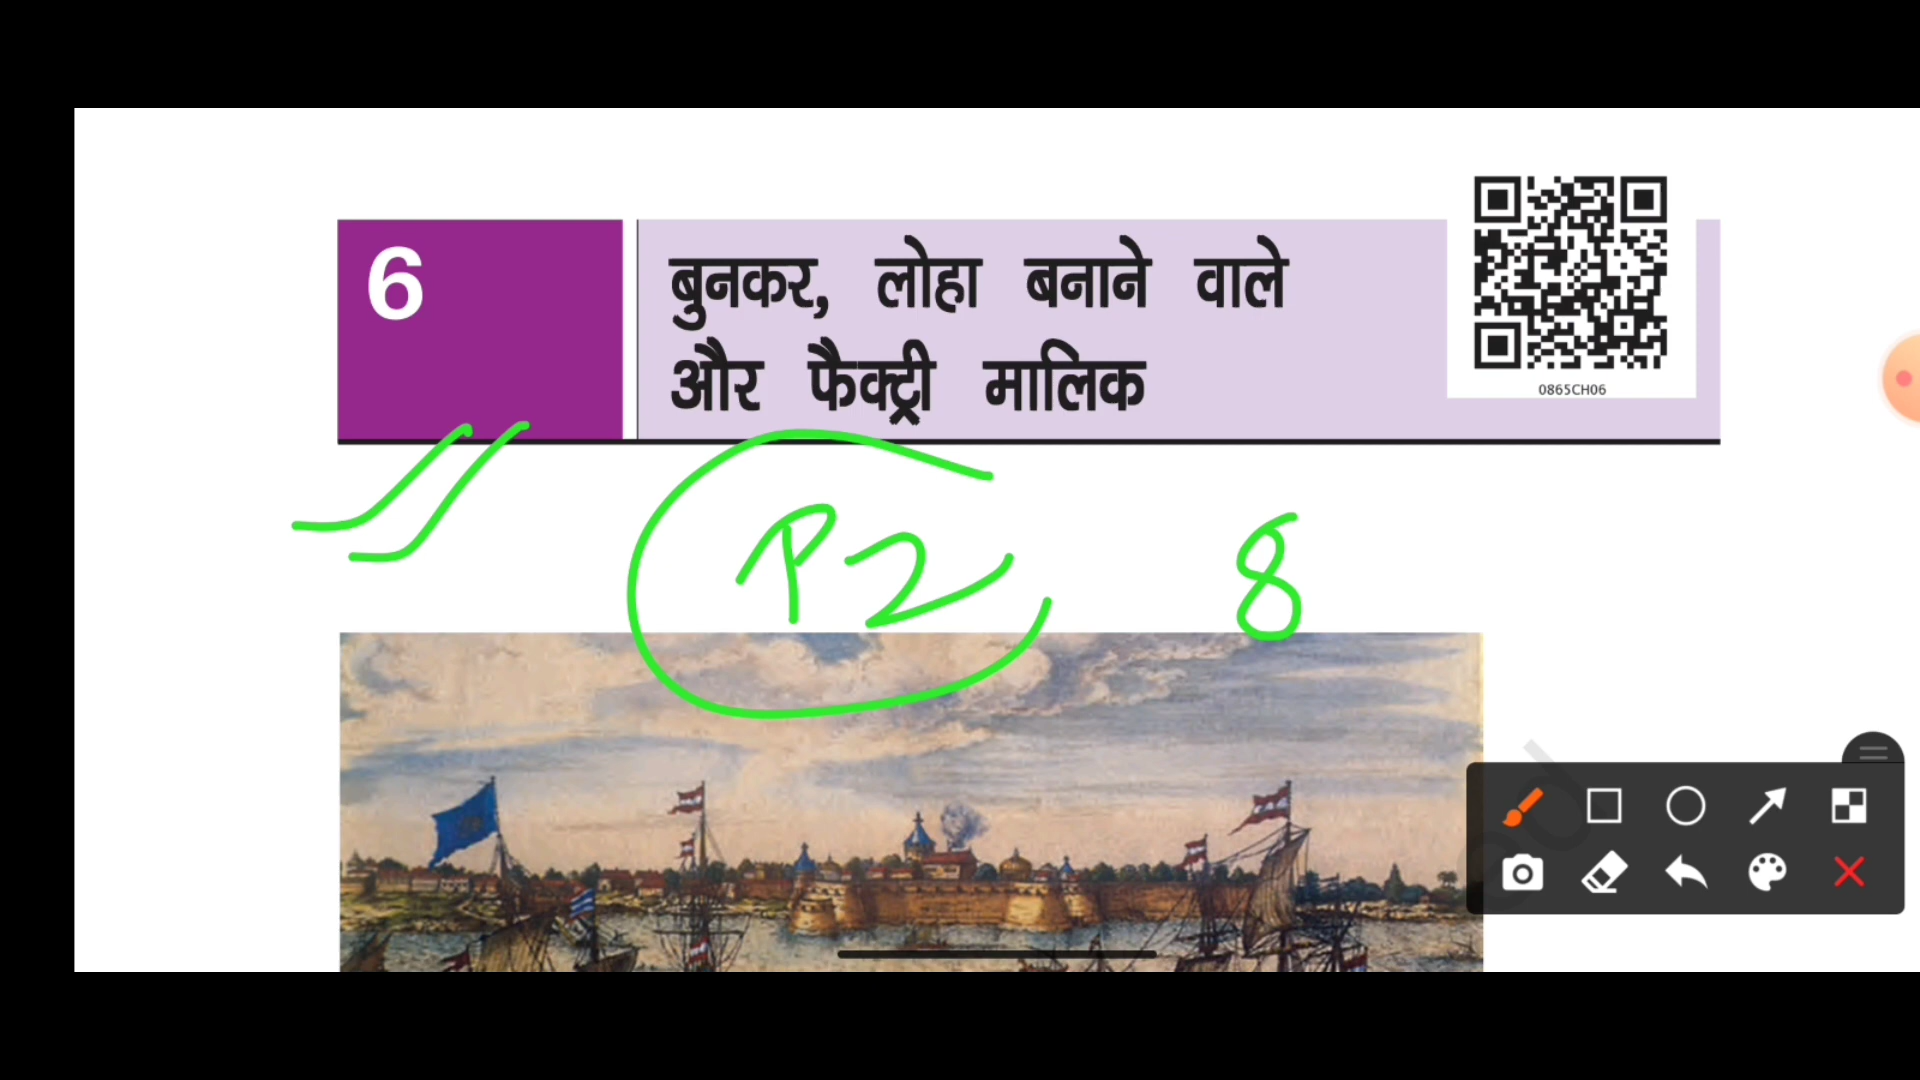 6
बुनकर, लोहा बनाने वाले
और फैक्ट्री मालिक
0865CH06
P2 8